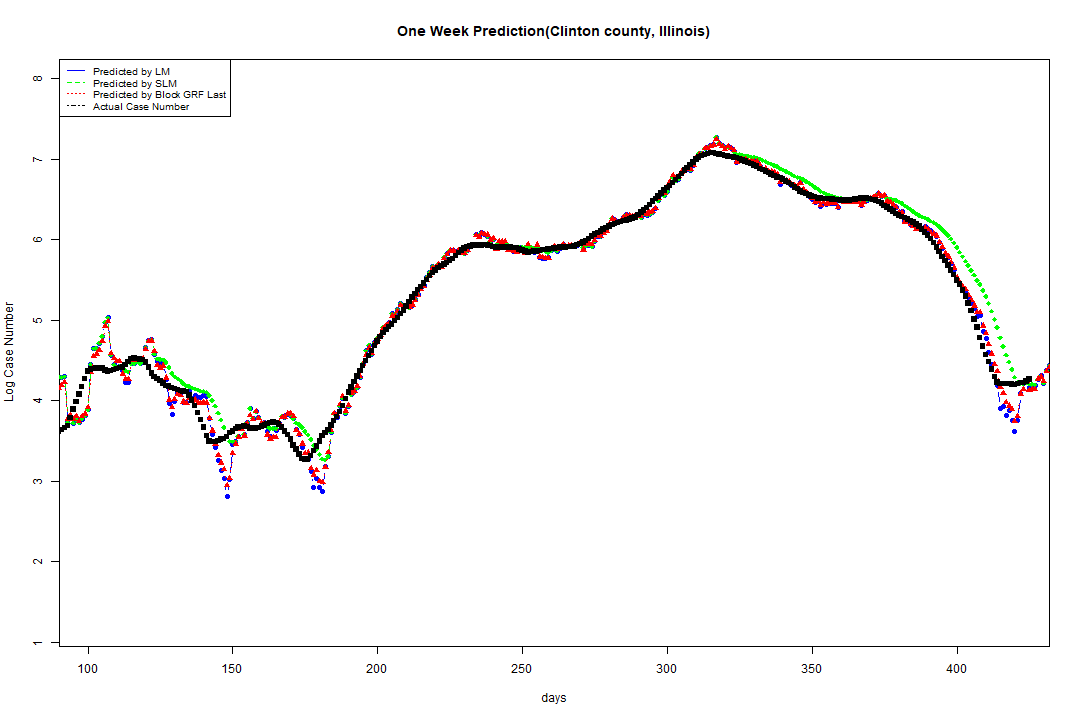 One Week Prediction(Clinton county, Illinois)
Predicted by LM
Predicted by SLM
Predicted by Block GRF Last
Actual Case Number
8
7
6
5
4
3
2
1
Log Case Number
100 150 200 250 300 350 400
days